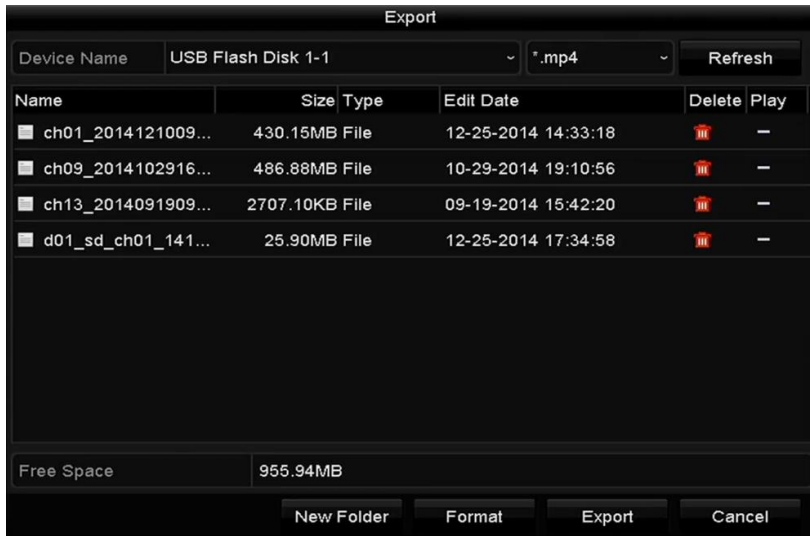 Export
Device Name USB Flash Disk 1-1 *.mp4 Refresh
Name Size Type Edit Date Delete Play
ch01_2014121009... 430.15MB File 12-25-2014 14:33:18
ch09_2014102916... 486.88MB File 10-29-2014 19:10:56
ch13_2014091909... 2707.10KB File 09-19-2014 15:42:20
d01_sd_ch01_141... 25.90MB File 12-25-2014 17:34:58
Free Space 955.94MB
New Folder Format Export Cancel